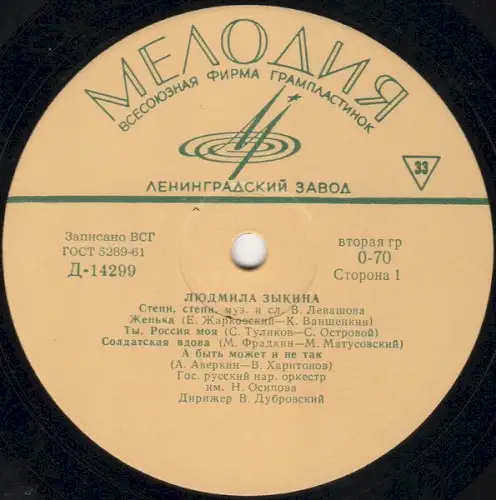 МЕЛОДИЯ
ВСЕСОЮЗНАЯ ФИРМА ГРАМПЛАСТИНОК
ЛЕНИНГРАДСКИЙ ЗАВОД
33
Записано ВСГ
ГОСТ 5289-61
Д-14299
вторая гр
0-70
Сторона 1
ЛЮДМИЛА ЗЫКИНА
Степи, степи, муз. и сл. В. Левашова
Женька (Е. Жарковский—К. Ваншенкин)
Ты, Россия моя (С. Туликов—С. Островой)
Солдатская вдова (М. Фрадкин—М. Матусовский)
А быть может и не так
(А. Аверкин—В. Харитонов)
Гос. русский нар. оркестр
им. Н. Осипова
Дирижер В. Дубровский